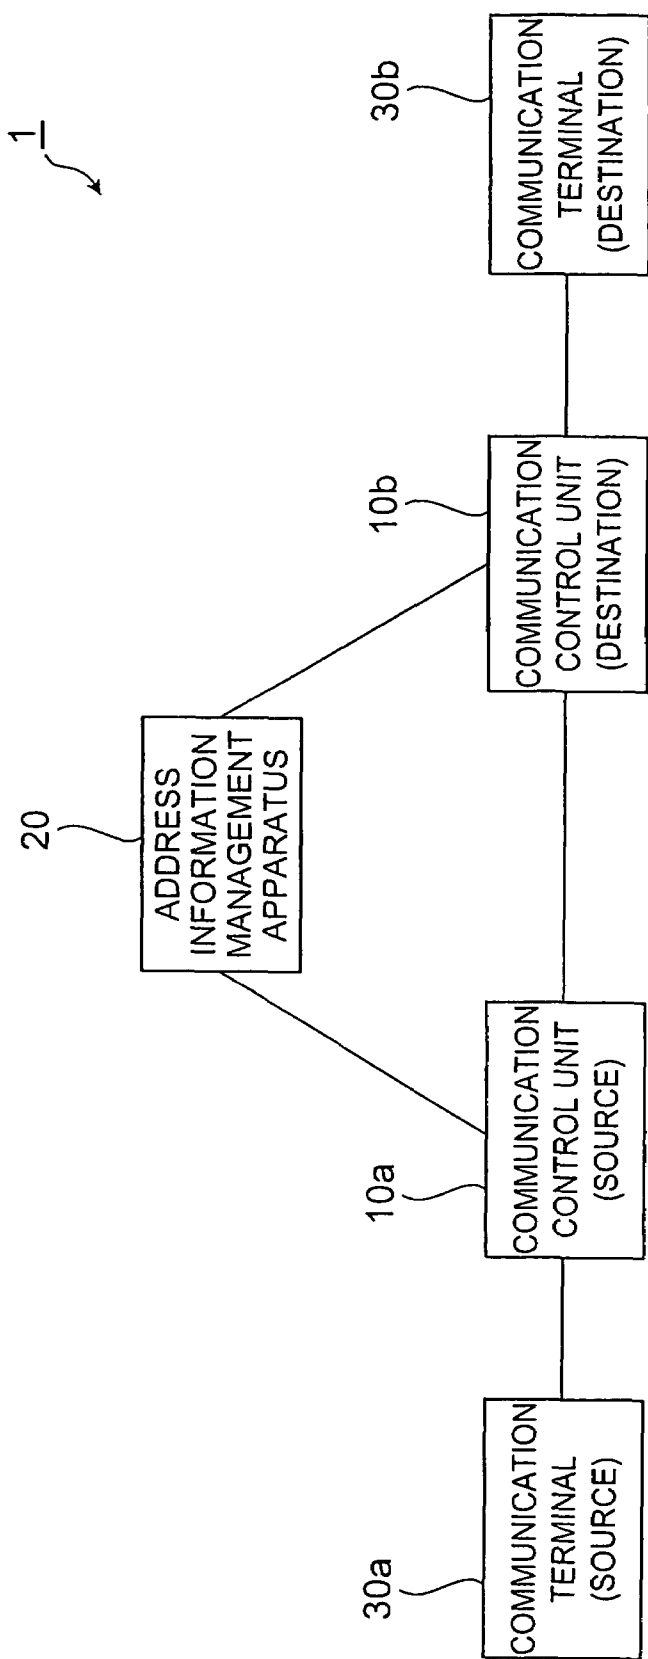 1
20
ADDRESS
INFORMATION
MANAGEMENT
APPARATUS
30a
COMMUNICATION
TERMINAL
(SOURCE)
10a
COMMUNICATION
CONTROL UNIT
(SOURCE)
10b
COMMUNICATION
CONTROL UNIT
(DESTINATION)
30b
COMMUNICATION
TERMINAL
(DESTINATION)